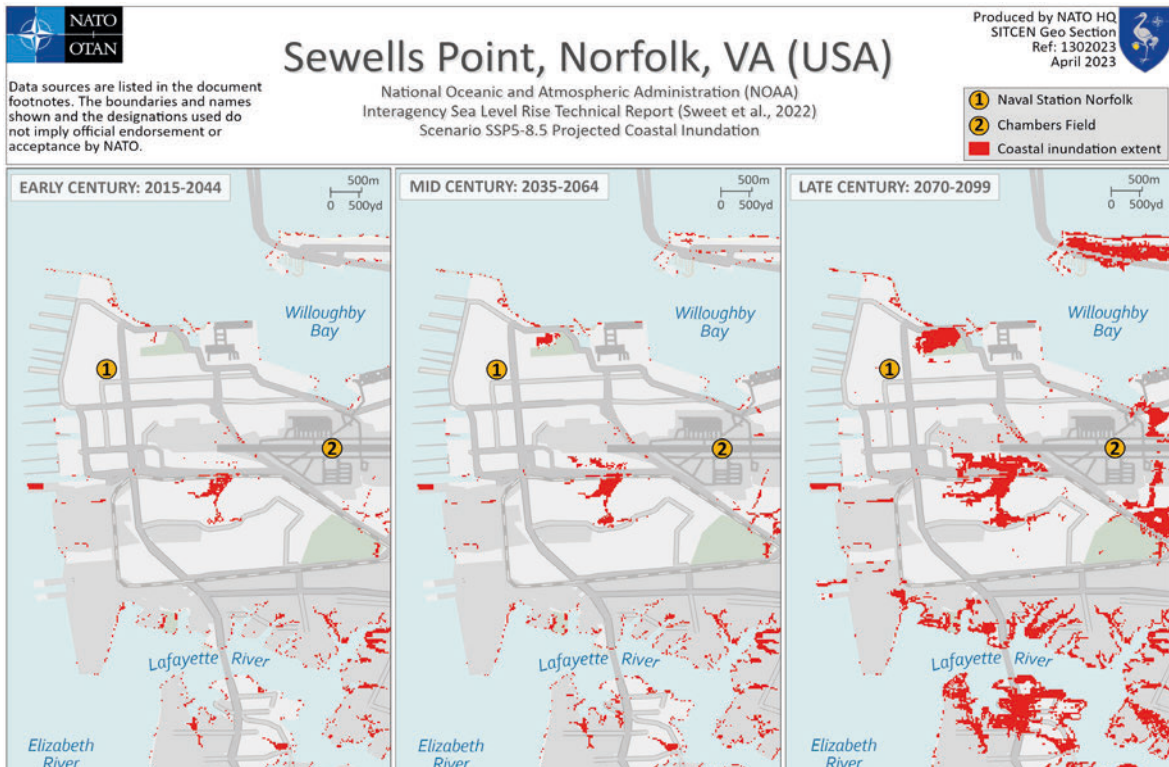 NATO
OTAN
Data sources are listed in the document
footnotes. The boundaries and names
shown and the designations used do
not imply official endorsement or
acceptance by NATO.
Sewells Point, Norfolk, VA (USA)
National Oceanic and Atmospheric Administration (NOAA)
Interagency Sea Level Rise Technical Report (Sweet et al., 2022)
Scenario SSP5-8.5 Projected Coastal Inundation
Produced by NATO HQ
SITCEN Geo Section
Ref: 1302023
April 2023
1 Naval Station Norfolk
2 Chambers Field
Coastal inundation extent
EARLY CENTURY: 2015-2044
500m
0 500yd
Willoughby
Bay
1
2
Lafayette River
Elizabeth
River
MID CENTURY: 2035-2064
500m
0 500yd
Willoughby
Bay
1
2
Lafayette River
Elizabeth
River
LATE CENTURY: 2070-2099
500m
0 500yd
Willoughby
Bay
1
2
Lafayette River
Elizabeth
River